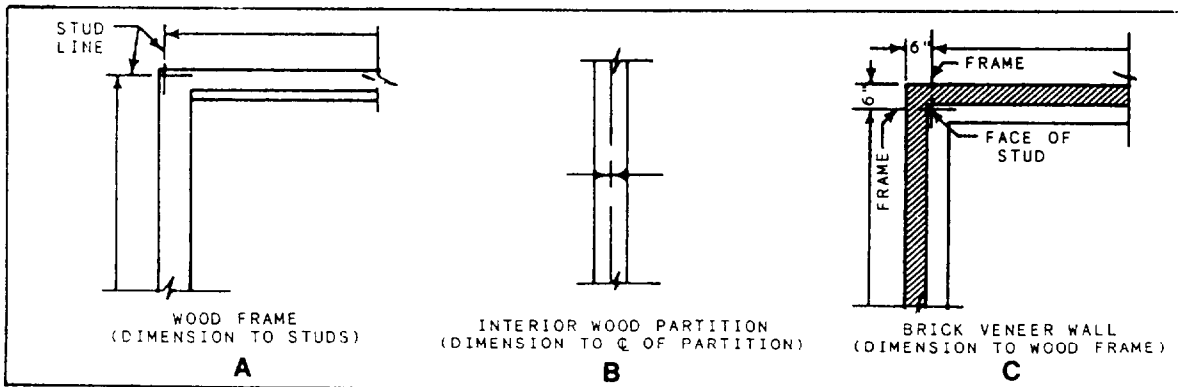 STUD
LINE
WOOD FRAME
(DIMENSION TO STUDS)
A
INTERIOR WOOD PARTITION
(DIMENSION TO ℄ OF PARTITION)
B
6"
FRAME
6"
FACE OF
STUD
FRAME
BRICK VENEER WALL
(DIMENSION TO WOOD FRAME)
C